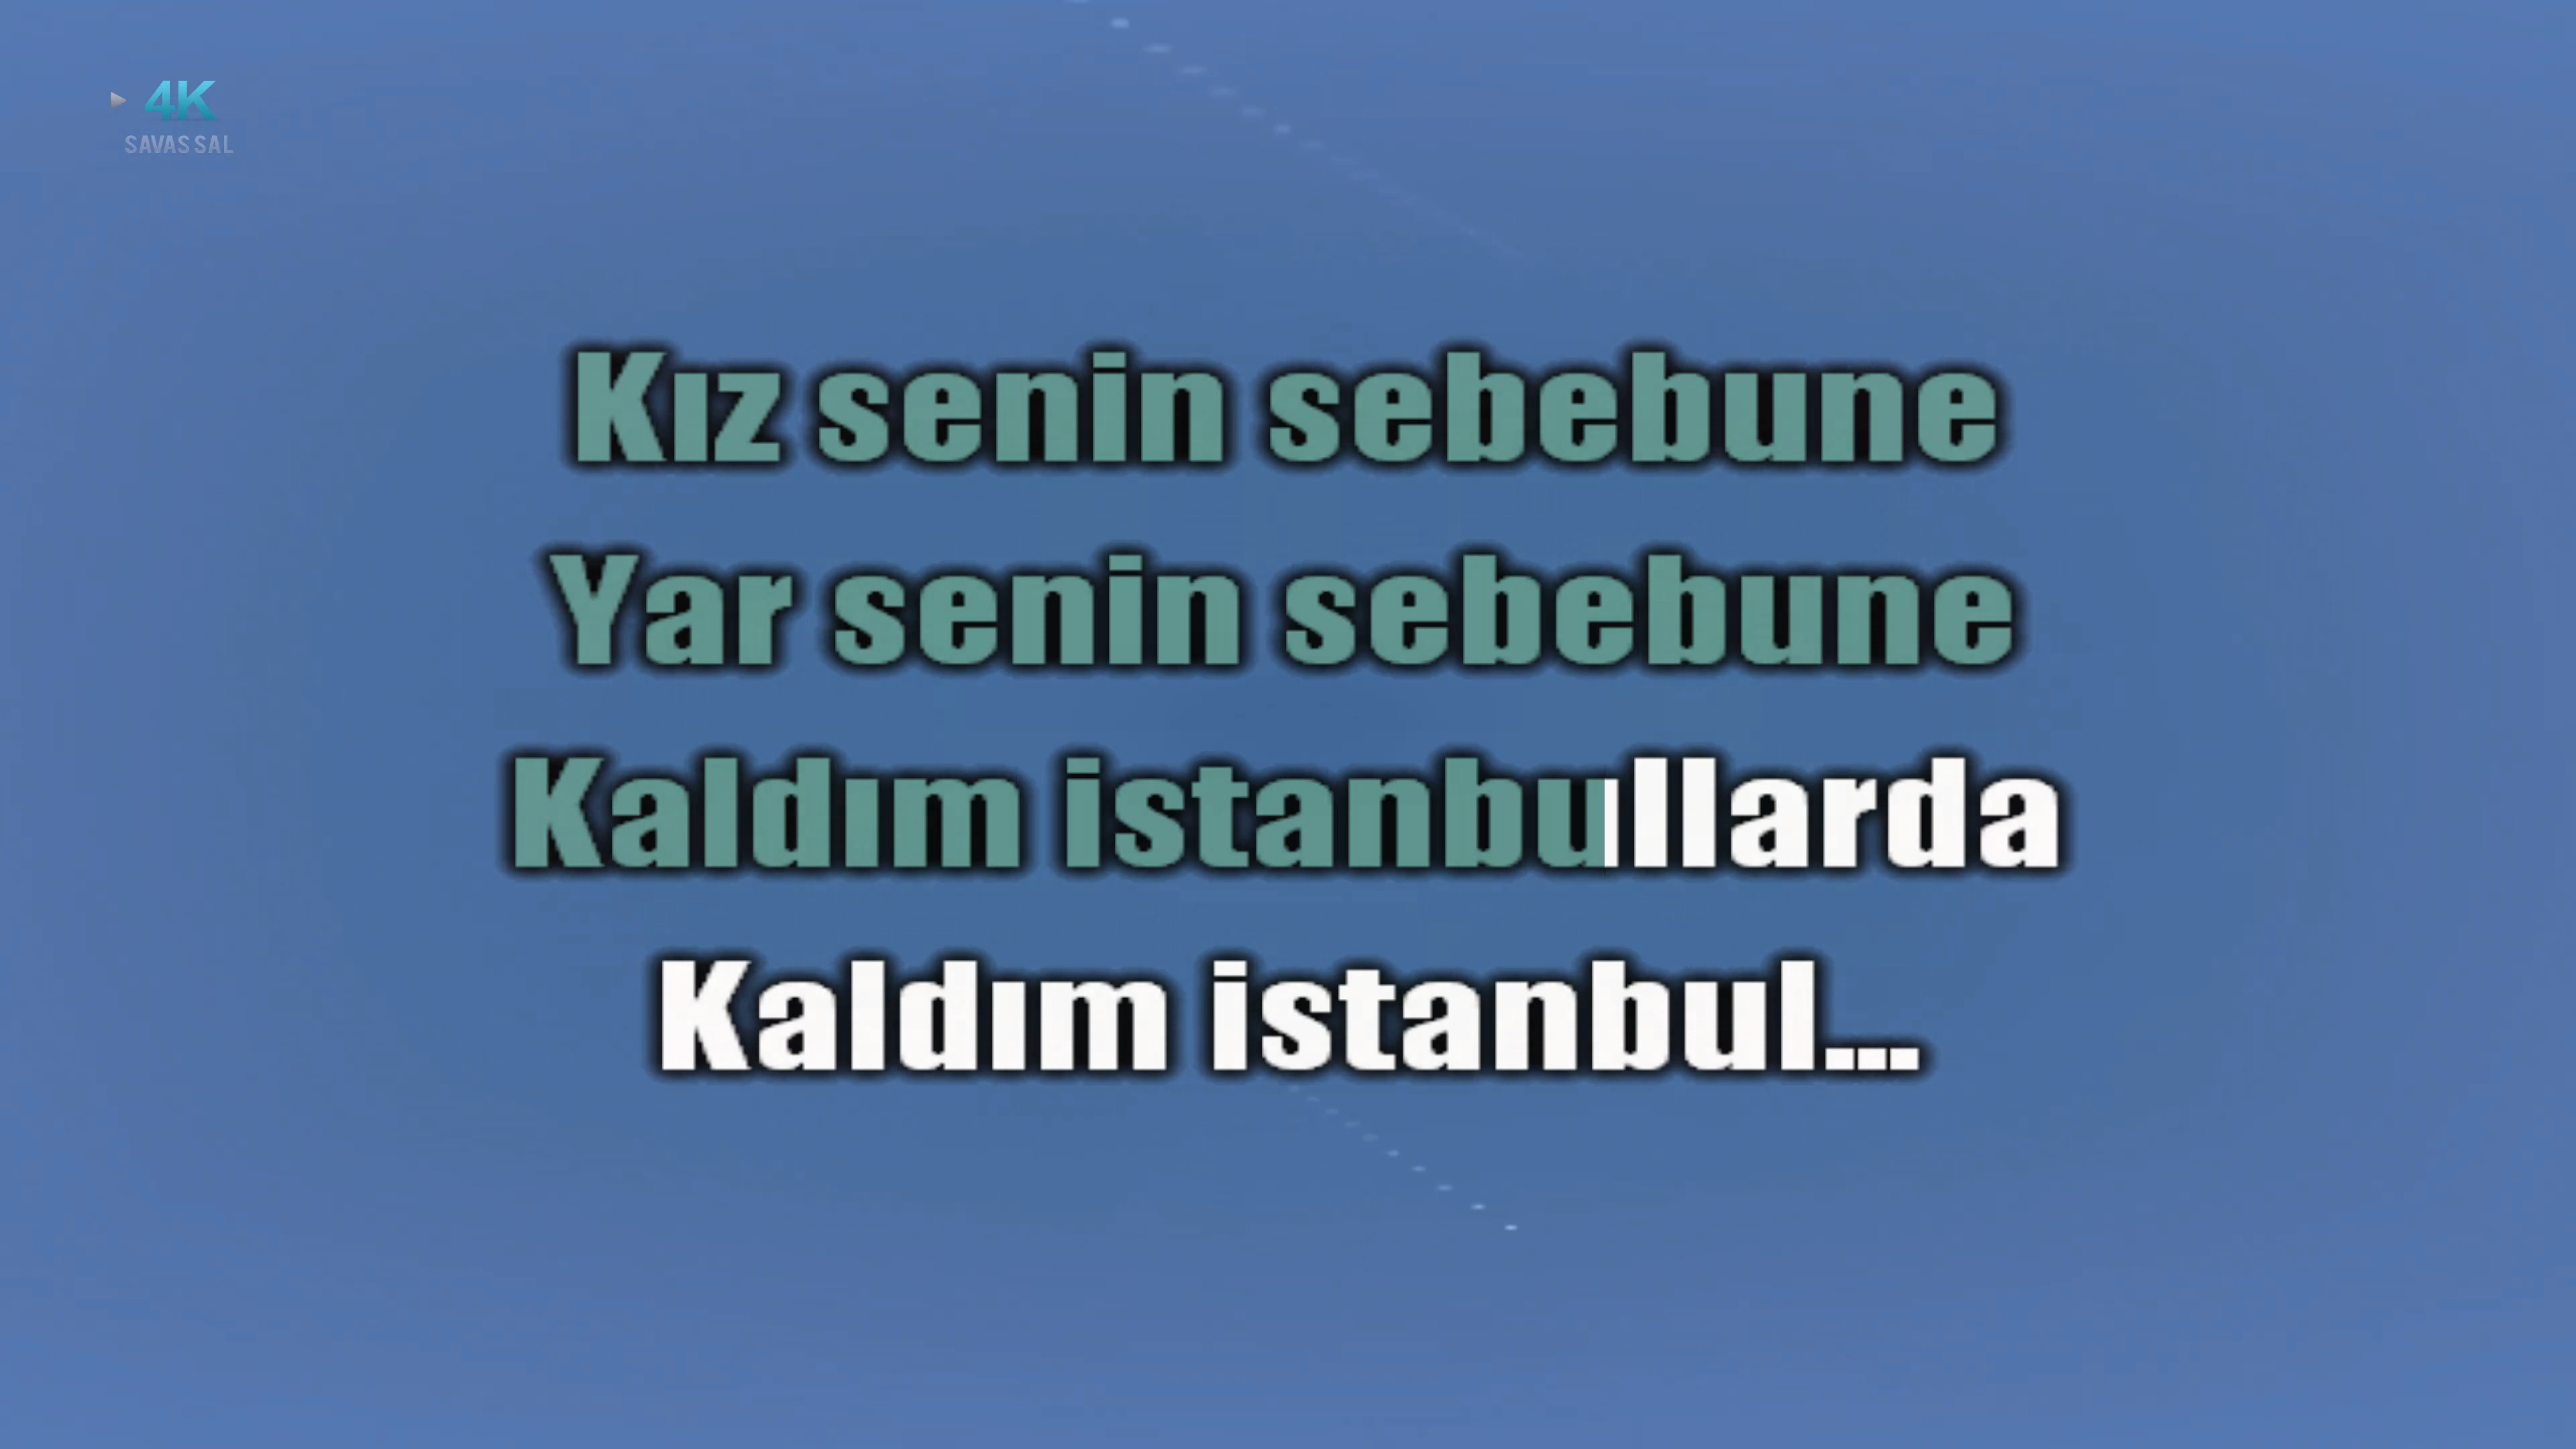 4K
SAVAS SAL
Kız senin sebebune
Yar senin sebebune
Kaldım istanbullarda
Kaldım istanbul...